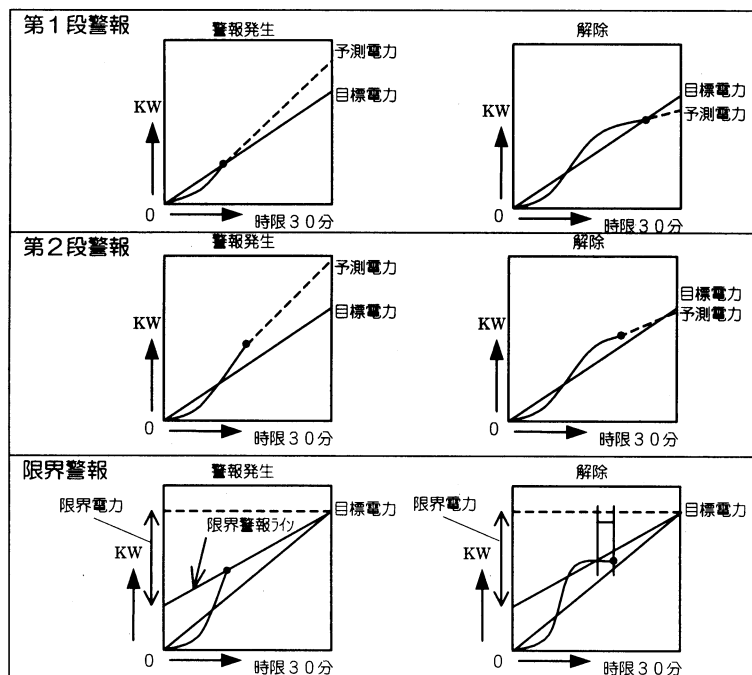 第１段警報
警報発生
予測電力
目標電力
KW
0
時限３０分
解除
目標電力
予測電力
KW
0
時限３０分
第２段警報
警報発生
予測電力
目標電力
KW
0
時限３０分
解除
目標電力
予測電力
KW
0
時限３０分
限界警報
警報発生
限界電力
限界警報ﾗｲﾝ
目標電力
KW
0
時限３０分
解除
限界電力
目標電力
KW
0
時限３０分